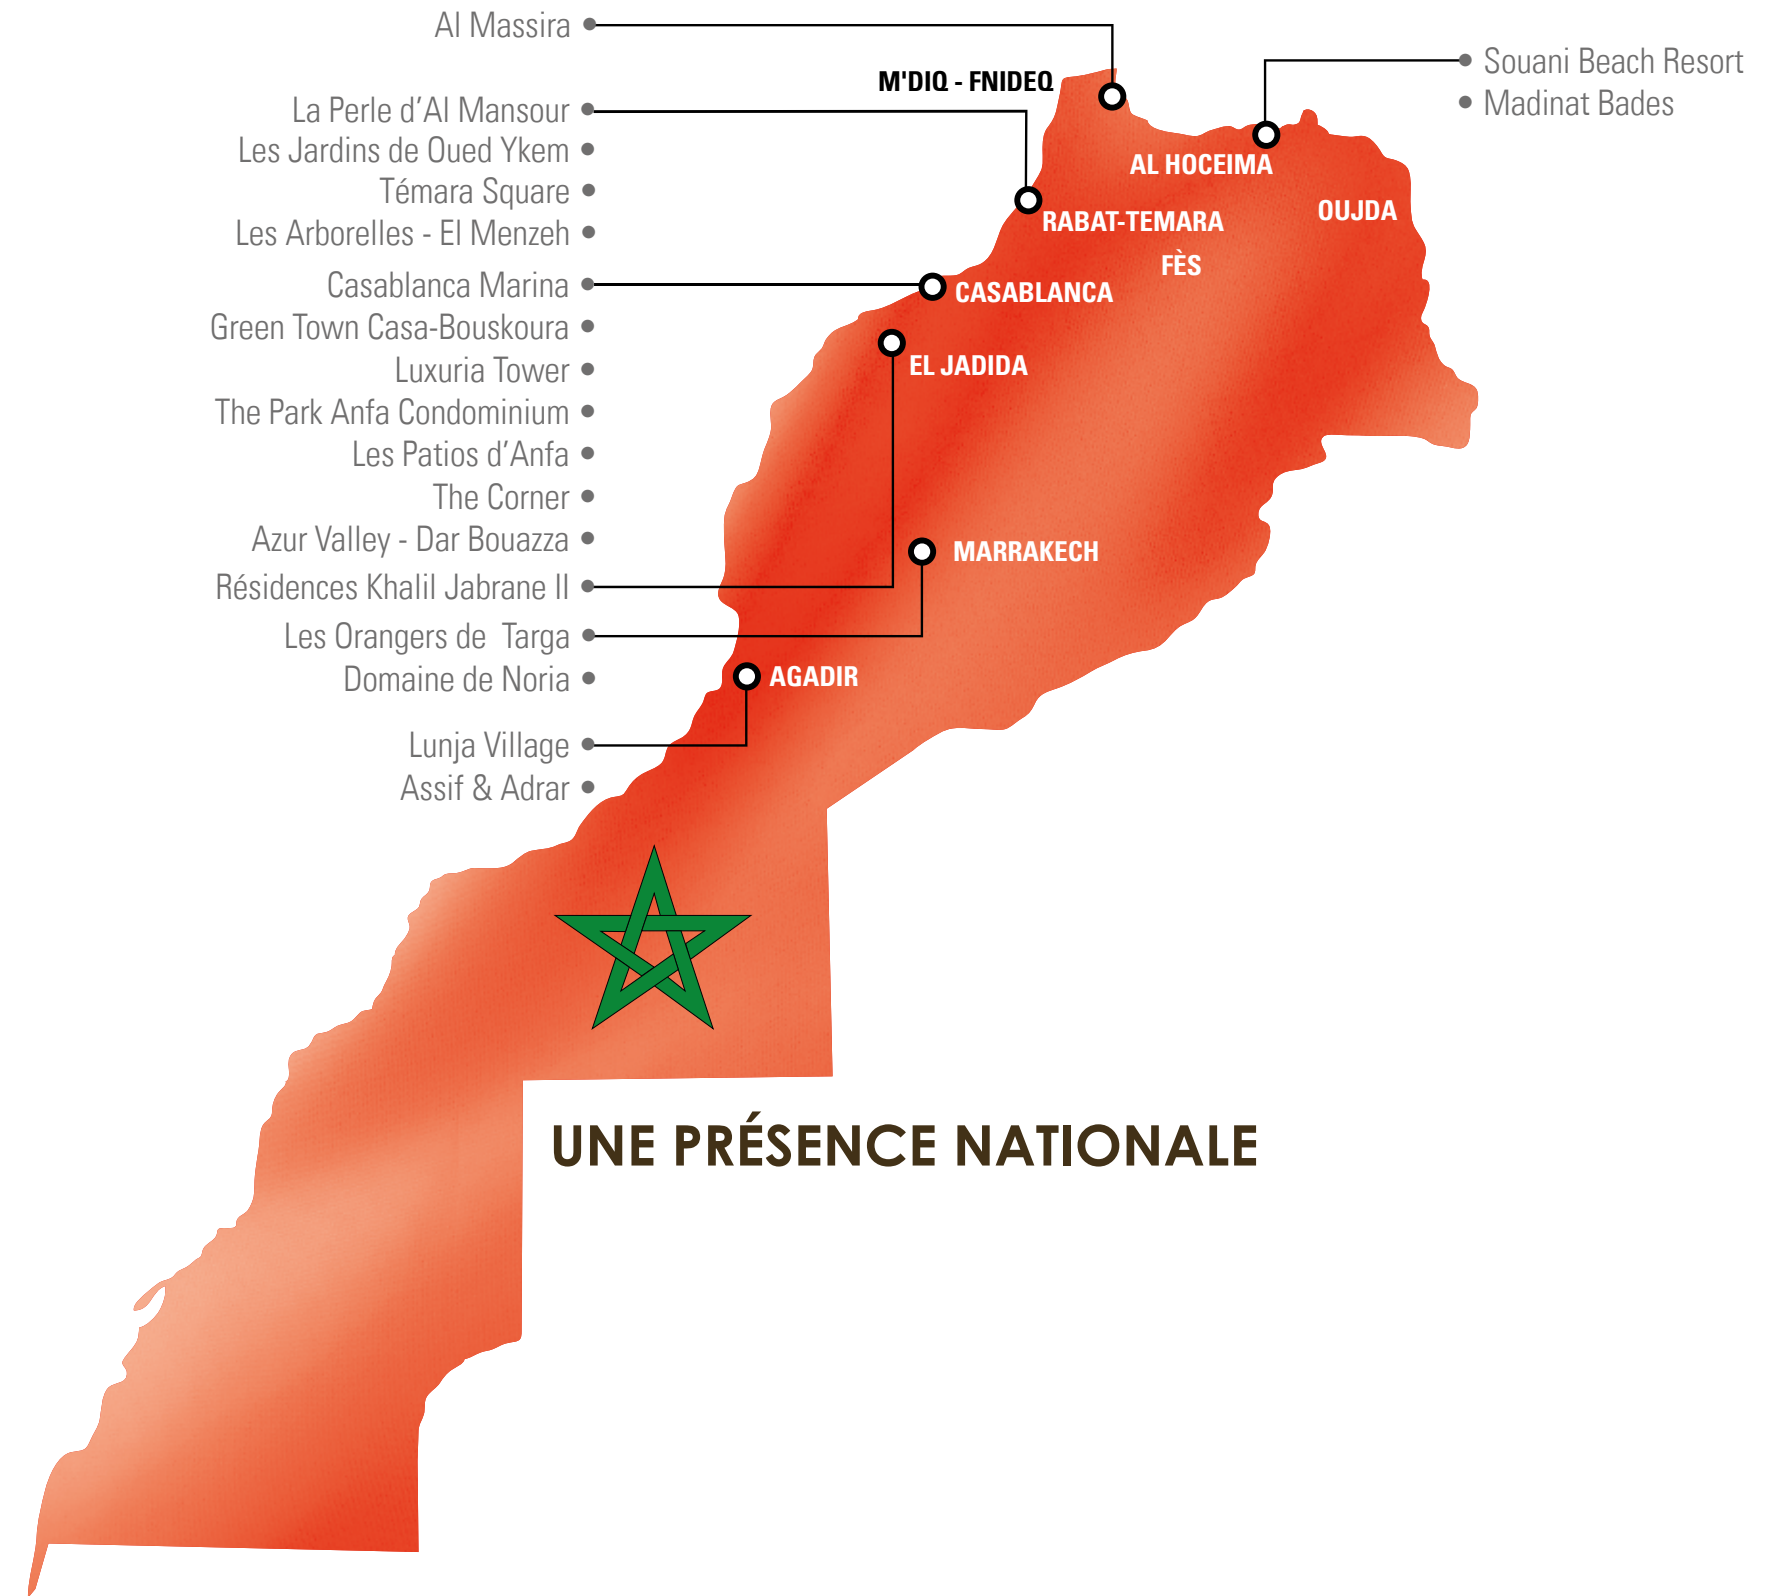 Al Massira
Souani Beach Resort
M'DIQ - FNIDEQ
Madinat Bades
La Perle d'Al Mansour
Les Jardins de Oued Ykem
AL HOCEIMA
Témara Square
OUJDA
RABAT-TEMARA
Les Arborelles - El Menzeh
FÈS
Casablanca Marina
CASABLANCA
Green Town Casa-Bouskoura
EL JADIDA
Luxuria Tower
The Park Anfa Condominium
Les Patios d'Anfa
The Corner
Azur Valley - Dar Bouazza
MARRAKECH
Résidences Khalil Jabrane II
Les Orangers de Targa
AGADIR
Domaine de Noria
Lunja Village
Assif & Adrar
UNE PRÉSENCE NATIONALE